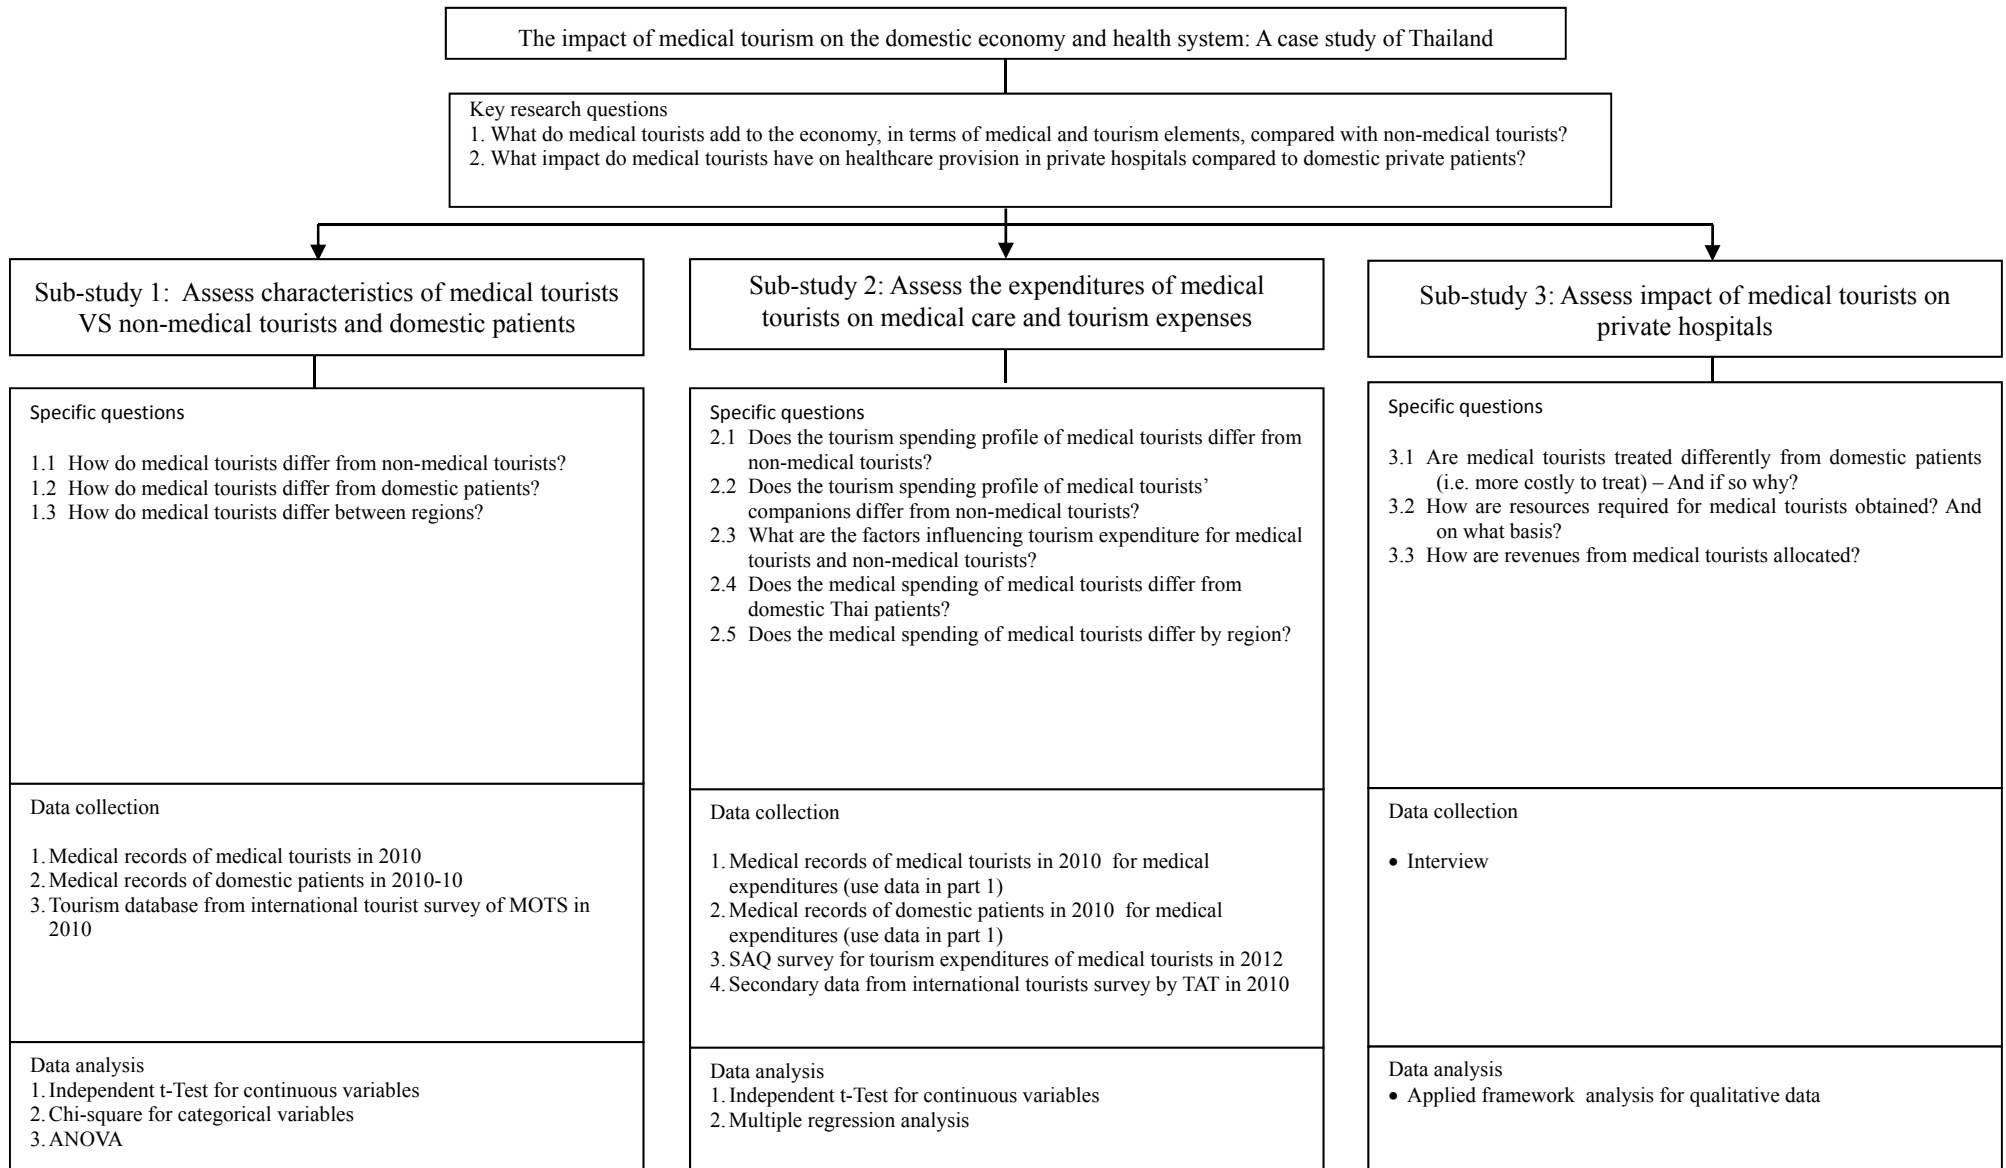 The impact of medical tourism on the domestic economy and health system: A case study of Thailand
Key research questions
1. What do medical tourists add to the economy, in terms of medical and tourism elements, compared with non-medical tourists?
2. What impact do medical tourists have on healthcare provision in private hospitals compared to domestic private patients?
Sub-study 1: Assess characteristics of medical tourists
VS non-medical tourists and domestic patients
Specific questions
1.1 How do medical tourists differ from non-medical tourists?
1.2 How do medical tourists differ from domestic patients?
1.3 How do medical tourists differ between regions?
Data collection
1. Medical records of medical tourists in 2010
2. Medical records of domestic patients in 2010-10
3. Tourism database from international tourist survey of MOTS in
2010
Data analysis
1. Independent t-Test for continuous variables
2. Chi-square for categorical variables
3. ANOVA
Sub-study 2: Assess the expenditures of medical
tourists on medical care and tourism expenses
Specific questions
2.1 Does the tourism spending profile of medical tourists differ from
non-medical tourists?
2.2 Does the tourism spending profile of medical tourists’
companions differ from non-medical tourists?
2.3 What are the factors influencing tourism expenditure for medical
tourists and non-medical tourists?
2.4 Does the medical spending of medical tourists differ from
domestic Thai patients?
2.5 Does the medical spending of medical tourists differ by region?
Data collection
1. Medical records of medical tourists in 2010 for medical
expenditures (use data in part 1)
2. Medical records of domestic patients in 2010 for medical
expenditures (use data in part 1)
3. SAQ survey for tourism expenditures of medical tourists in 2012
4. Secondary data from international tourists survey by TAT in 2010
Data analysis
1. Independent t-Test for continuous variables
2. Multiple regression analysis
Sub-study 3: Assess impact of medical tourists on
private hospitals
Specific questions
3.1 Are medical tourists treated differently from domestic patients
(i.e. more costly to treat) – And if so why?
3.2 How are resources required for medical tourists obtained? And
on what basis?
3.3 How are revenues from medical tourists allocated?
Data collection
• Interview
Data analysis
• Applied framework analysis for qualitative data